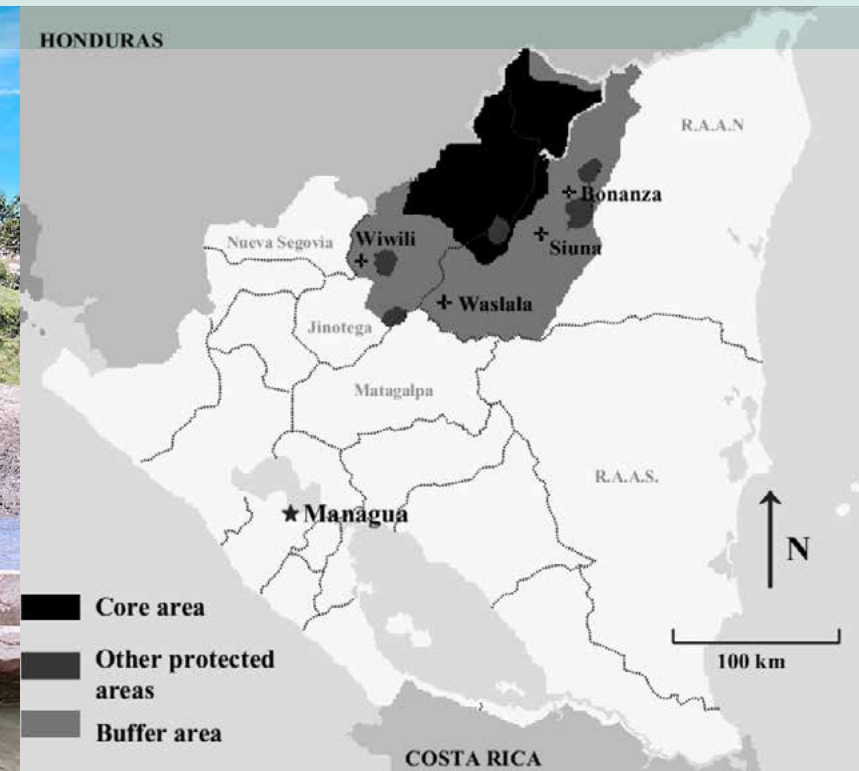 HONDURAS
R.A.A.N
Bonanza
Nueva Segovia
Wiwili
Siuna
Waslala
Jinotega
Matagalpa
R.A.A.S.
Managua
N
Core area
Other protected
areas
100 km
Buffer area
COSTA RICA